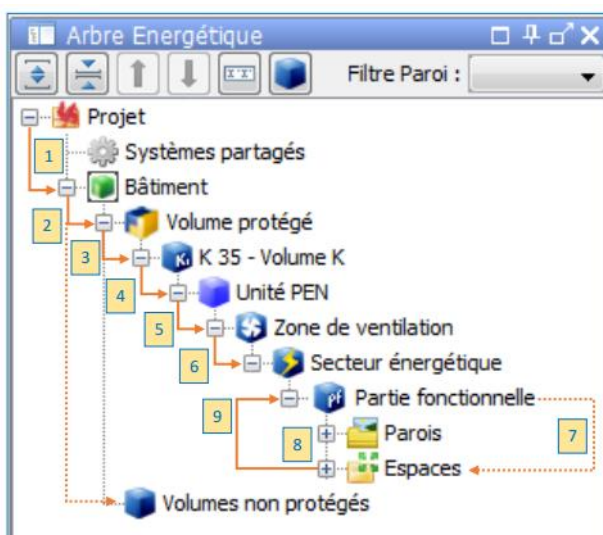 Arbre Energétique
Filtre Paroi :
Projet
1
Systèmes partagés
Bâtiment
2
Volume protégé
3
K 35 - Volume K
4
Unité PEN
5
Zone de ventilation
6
Secteur énergétique
9
Partie fonctionnelle
8
Parois
7
Espaces
Volumes non protégés